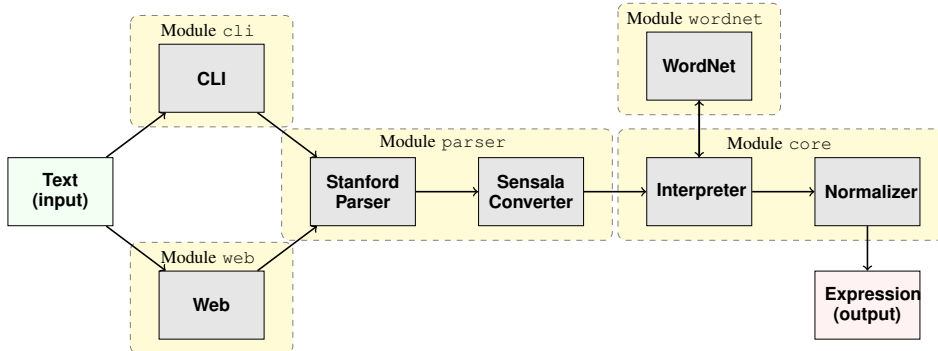 Module cli
CLI
Module wordnet
WordNet
Text
(input)
Module parser
Stanford
Parser
Sensala
Converter
Module core
Interpreter
Normalizer
Module web
Web
Expression
(output)